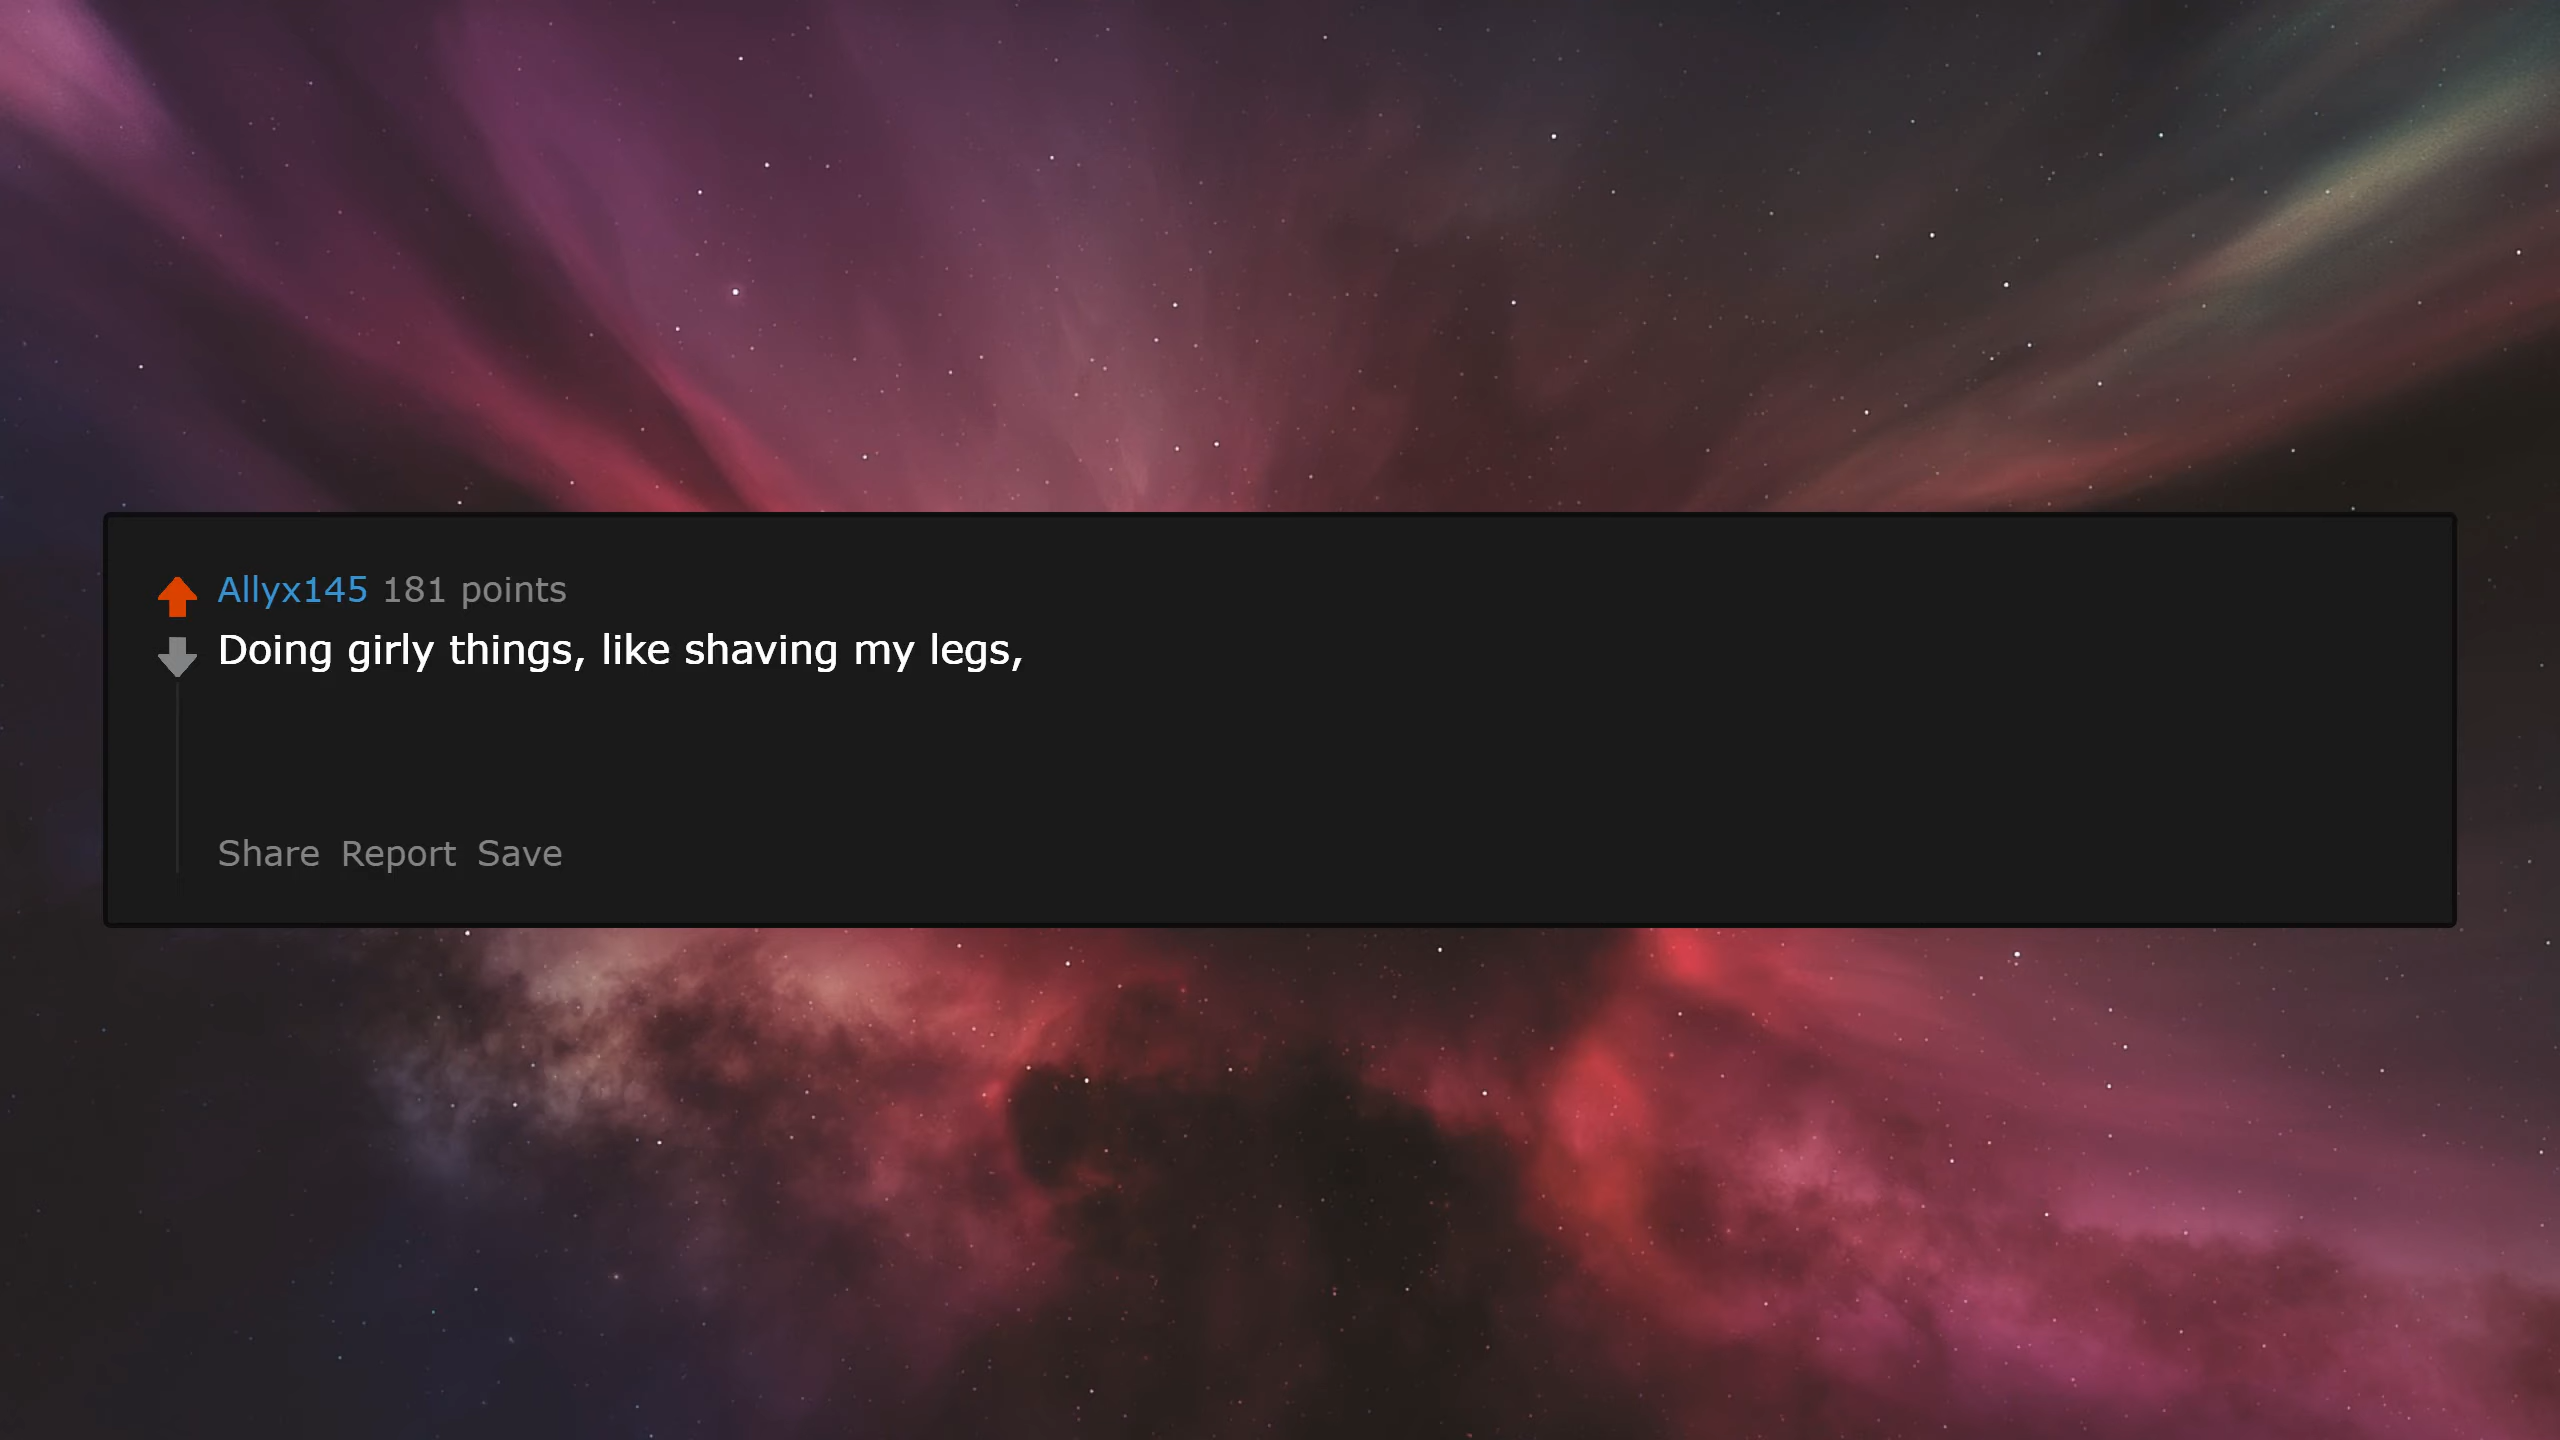 Allyx145 181 points
Doing girly things, like shaving my legs,
Share Report Save